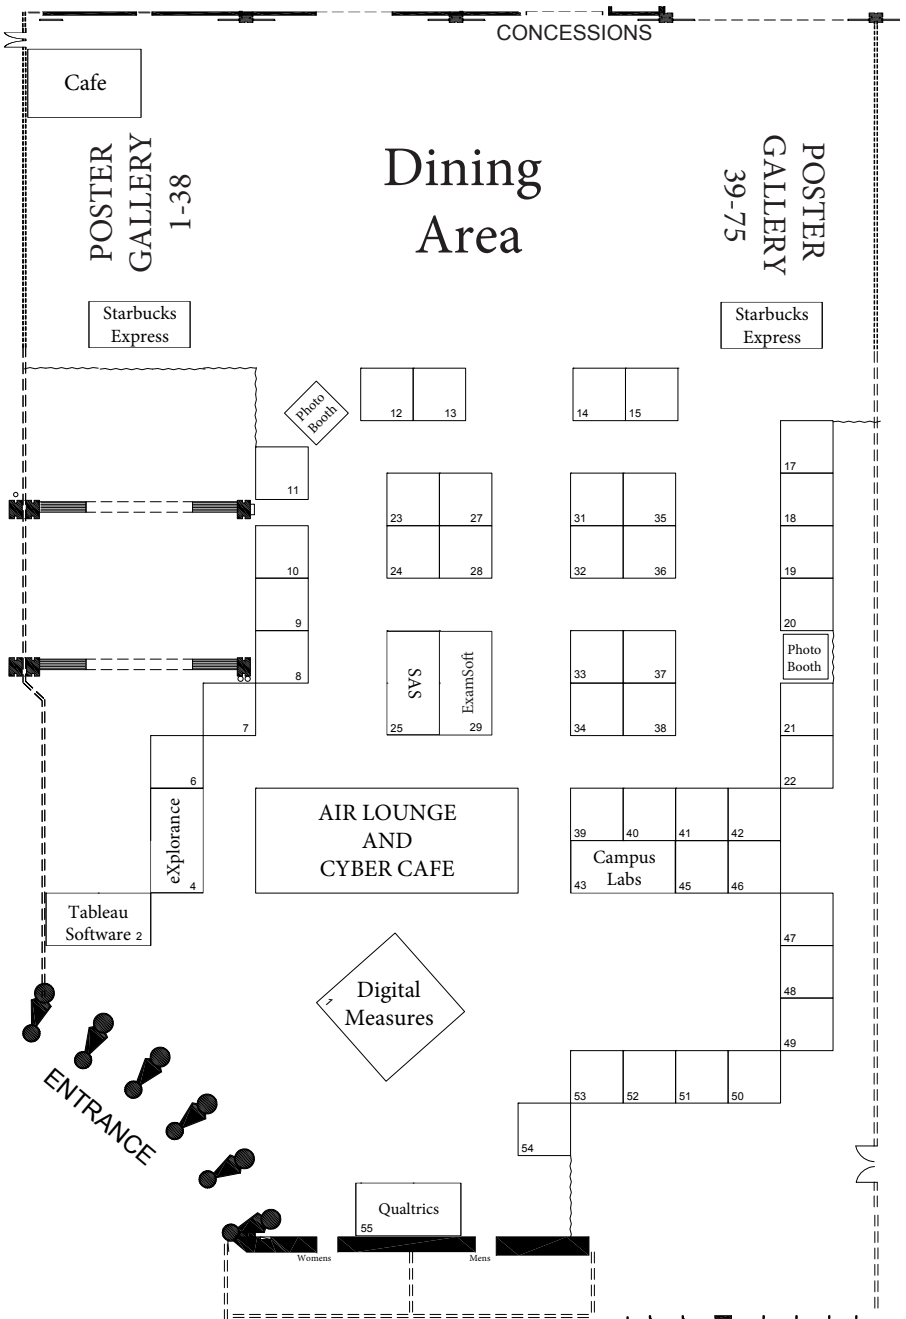 CONCESSIONS
Cafe
POSTER
GALLERY
1-38
Dining
Area
POSTER
GALLERY
39-75
Starbucks
Express
Starbucks
Express
Photo
Booth
12
13
14
15
11
17
23
27
31
35
18
24
28
32
36
10
19
9
20
Photo
Booth
8
SAS
25
ExamSoft
29
33
37
34
38
7
21
6
22
eXplorance
4
AIR LOUNGE
AND
CYBER CAFE
39
40
41
42
Campus
Labs
43
45
46
Tableau
Software 2
47
1
Digital
Measures
48
49
ENTRANCE
53
52
51
50
54
Qualtrics
55
Womens
Mens